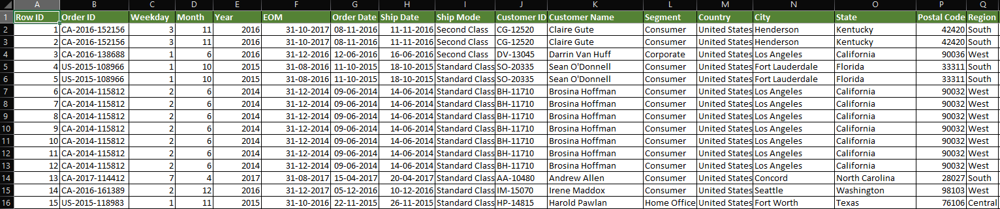 A B C D E F G H I J K L M N O P Q
1 Row ID Order ID Weekday Month Year EOM Order Date Ship Date Ship Mode Customer ID Customer Name Segment Country City State Postal Code Region
2 1 CA-2016-152156 3 11 2016 31-10-2017 08-11-2016 11-11-2016 Second Class CG-12520 Claire Gute Consumer United States Henderson Kentucky 42420 South
3 2 CA-2016-152156 3 11 2016 31-10-2017 08-11-2016 11-11-2016 Second Class CG-12520 Claire Gute Consumer United States Henderson Kentucky 42420 South
4 3 CA-2016-138688 1 6 2016 31-12-2016 12-06-2016 16-06-2016 Second Class DV-13045 Darrin Van Huff Corporate United States Los Angeles California 90036 West
5 4 US-2015-108966 1 10 2015 31-08-2016 11-10-2015 18-10-2015 Standard Class SO-20335 Sean O'Donnell Consumer United States Fort Lauderdale Florida 33311 South
6 5 US-2015-108966 1 10 2015 31-08-2016 11-10-2015 18-10-2015 Standard Class SO-20335 Sean O'Donnell Consumer United States Fort Lauderdale Florida 33311 South
7 6 CA-2014-115812 2 6 2014 31-12-2014 09-06-2014 14-06-2014 Standard Class BH-11710 Brosina Hoffman Consumer United States Los Angeles California 90032 West
8 7 CA-2014-115812 2 6 2014 31-12-2014 09-06-2014 14-06-2014 Standard Class BH-11710 Brosina Hoffman Consumer United States Los Angeles California 90032 West
9 8 CA-2014-115812 2 6 2014 31-12-2014 09-06-2014 14-06-2014 Standard Class BH-11710 Brosina Hoffman Consumer United States Los Angeles California 90032 West
10 9 CA-2014-115812 2 6 2014 31-12-2014 09-06-2014 14-06-2014 Standard Class BH-11710 Brosina Hoffman Consumer United States Los Angeles California 90032 West
11 10 CA-2014-115812 2 6 2014 31-12-2014 09-06-2014 14-06-2014 Standard Class BH-11710 Brosina Hoffman Consumer United States Los Angeles California 90032 West
12 11 CA-2014-115812 2 6 2014 31-12-2014 09-06-2014 14-06-2014 Standard Class BH-11710 Brosina Hoffman Consumer United States Los Angeles California 90032 West
13 12 CA-2014-115812 2 6 2014 31-12-2014 09-06-2014 14-06-2014 Standard Class BH-11710 Brosina Hoffman Consumer United States Los Angeles California 90032 West
14 13 CA-2017-114412 7 4 2017 31-08-2017 15-04-2017 20-04-2017 Standard Class AA-10480 Andrew Allen Consumer United States Concord North Carolina 28027 South
15 14 CA-2016-161389 2 12 2016 31-12-2017 05-12-2016 10-12-2016 Standard Class IM-15070 Irene Maddox Consumer United States Seattle Washington 98103 West
16 15 US-2015-118983 1 11 2015 31-10-2016 22-11-2015 26-11-2015 Standard Class HP-14815 Harold Pawlan Home Office United States Fort Worth Texas 76106 Central